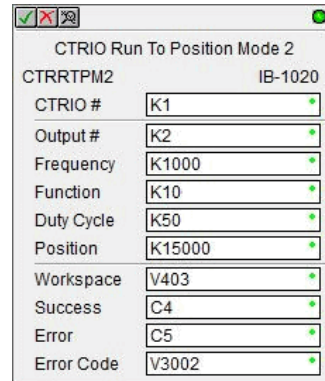 CTRIO Run To Position Mode 2
CTRRTPM2 IB-1020
CTRIO # K1
Output # K2
Frequency K1000
Function K10
Duty Cycle K50
Position K15000
Workspace V403
Success C4
Error C5
Error Code V3002